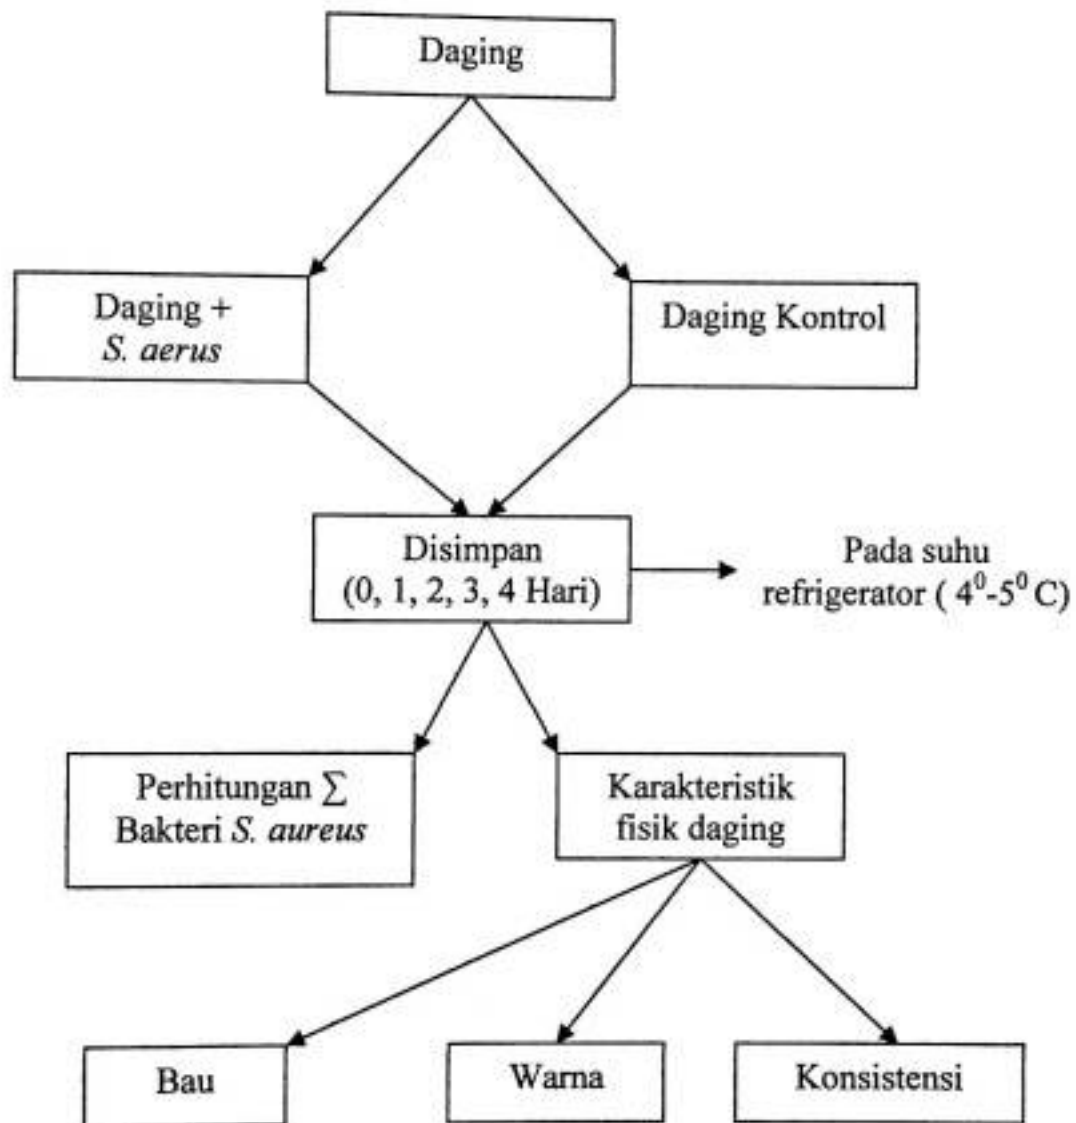 Daging
Daging +
S. aerus
Daging Kontrol
Disimpan
(0, 1, 2, 3, 4 Hari)
Pada suhu
refrigerator ( 4⁰-5⁰ C)
Perhitungan ∑
Bakteri S. aureus
Karakteristik
fisik daging
Bau
Warna
Konsistensi